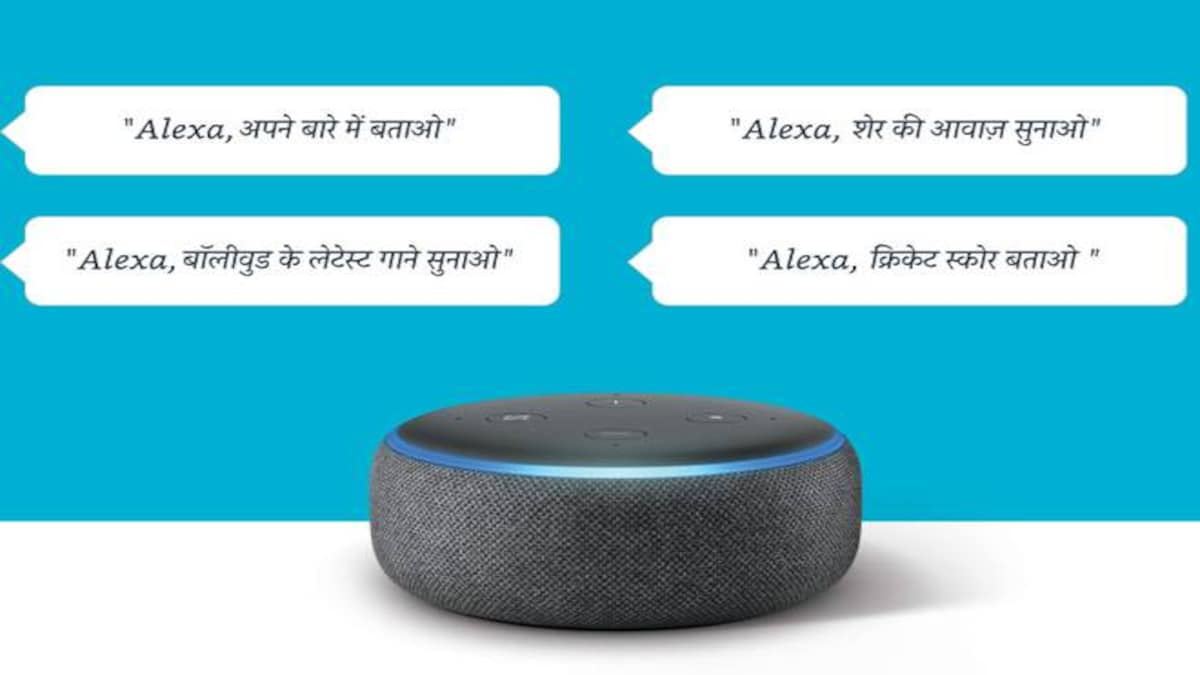 "Alexa, अपने बारे में बताओ"
"Alexa, शेर की आवाज़ सुनाओ"
"Alexa, बॉलीवुड के लेटेस्ट गाने सुनाओ"
"Alexa, क्रिकेट स्कोर बताओ "